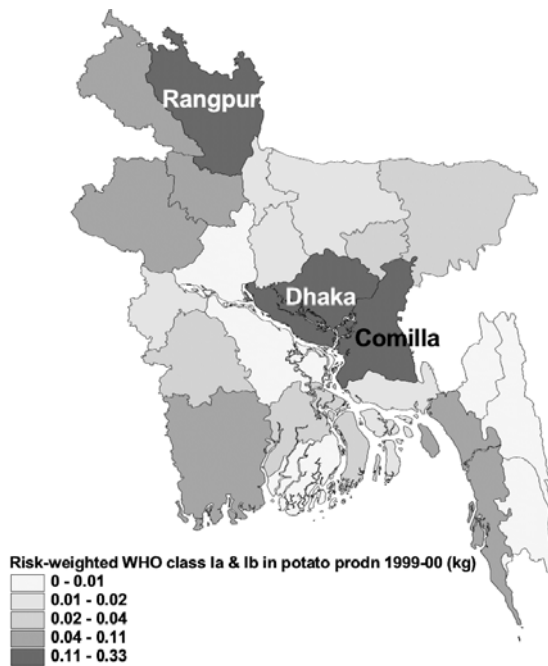 Rangpur
Dhaka
Comilla
Risk-weighted WHO class Ia & Ib in potato prodn 1999-00 (kg)
0 - 0.01
0.01 - 0.02
0.02 - 0.04
0.04 - 0.11
0.11 - 0.33